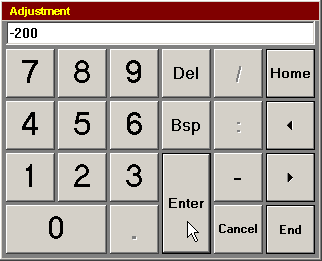 Adjustment
-200
7 8 9 Del / Home
4 5 6 Bsp :
1 2 3 Enter -
0 . Cancel End